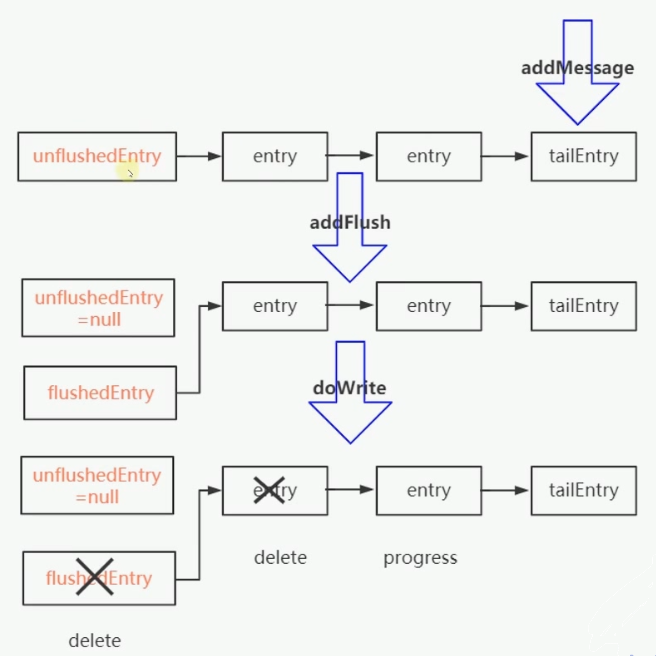 addMessage
unflushedEntry
entry
entry
tailEntry
addFlush
unflushedEntry
=null
entry
entry
tailEntry
flushedEntry
doWrite
unflushedEntry
=null
entry
entry
tailEntry
delete
progress
flushedEntry
delete